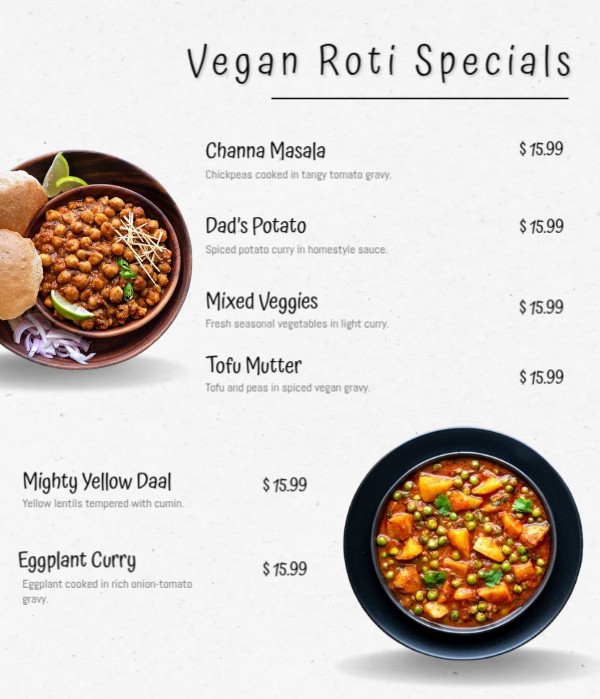 Vegan Roti Specials
Channa Masala $ 15.99
Chickpeas cooked in tangy tomato gravy.
Dad's Potato $ 15.99
Spiced potato curry in homestyle sauce.
Mixed Veggies $ 15.99
Fresh seasonal vegetables in light curry.
Tofu Mutter $ 15.99
Tofu and peas in spiced vegan gravy.
Mighty Yellow Daal $ 15.99
Yellow lentils tempered with cumin.
Eggplant Curry $ 15.99
Eggplant cooked in rich onion-tomato
gravy.